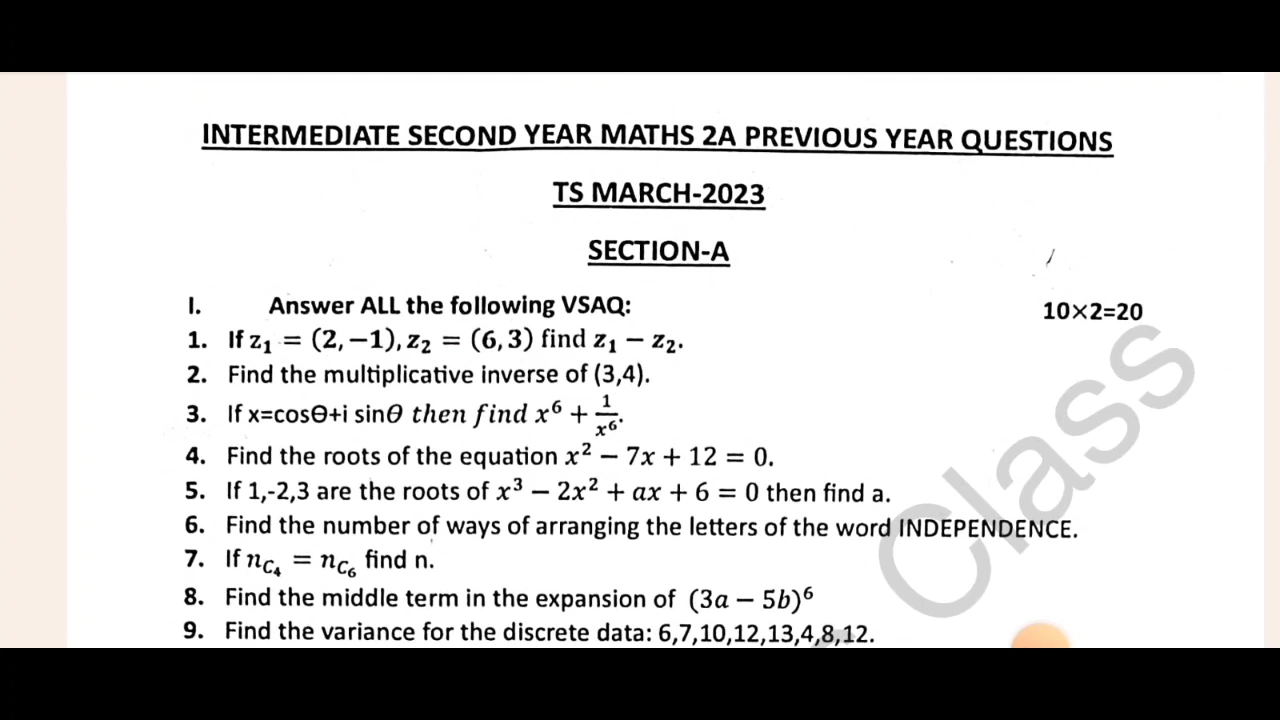 INTERMEDIATE SECOND YEAR MATHS 2A PREVIOUS YEAR QUESTIONS
TS MARCH-2023
SECTION-A
I. Answer ALL the following VSAQ: 10×2=20
1. If z₁ = (2, −1), z₂ = (6, 3) find z₁ − z₂.
2. Find the multiplicative inverse of (3,4).
3. If x=cosΘ+i sinθ then find x⁶ + 1/x⁶.
4. Find the roots of the equation x² − 7x + 12 = 0.
5. If 1,-2,3 are the roots of x³ − 2x² + ax + 6 = 0 then find a.
6. Find the number of ways of arranging the letters of the word INDEPENDENCE.
7. If n_C₄ = n_C₆ find n.
8. Find the middle term in the expansion of (3a − 5b)⁶
9. Find the variance for the discrete data: 6,7,10,12,13,4,8,12.
Class